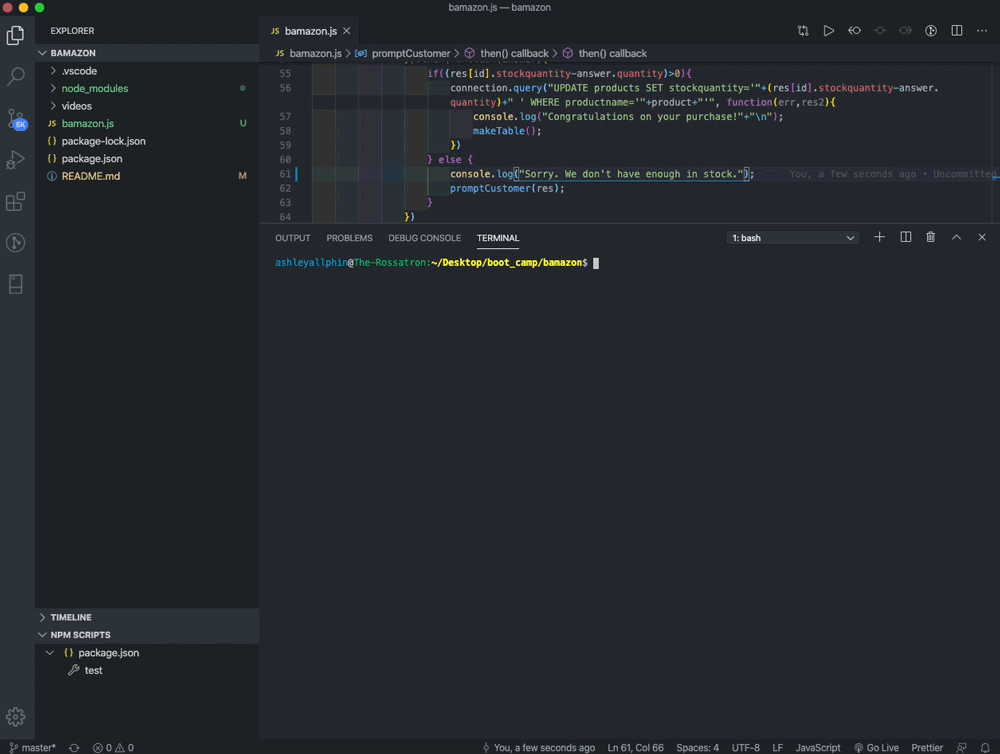 bamazon.js — bamazon
EXPLORER
BAMAZON
.vscode
node_modules
videos
JS bamazon.js U
{} package-lock.json
{} package.json
README.md M
5K
TIMELINE
NPM SCRIPTS
{} package.json
test
JS bamazon.js
JS bamazon.js > promptCustomer > then() callback > then() callback
55 if((res[id].stockquantity-answer.quantity)>0){
56 connection.query("UPDATE products SET stockquantity='"+(res[id].stockquantity-answer.
quantity)+" ' WHERE productname='"+product+"'", function(err,res2){
57 console.log("Congratulations on your purchase!"+"\n");
58 makeTable();
59 })
60 } else {
61 console.log("Sorry. We don't have enough in stock."); You, a few seconds ago • Uncommitted
62 promptCustomer(res);
63 }
64 })
OUTPUT PROBLEMS DEBUG CONSOLE TERMINAL 1: bash
ashleyallphin@The-Rossatron:~/Desktop/boot_camp/bamazon$
master* 0 0 You, a few seconds ago Ln 61, Col 66 Spaces: 4 UTF-8 LF JavaScript Go Live Prettier